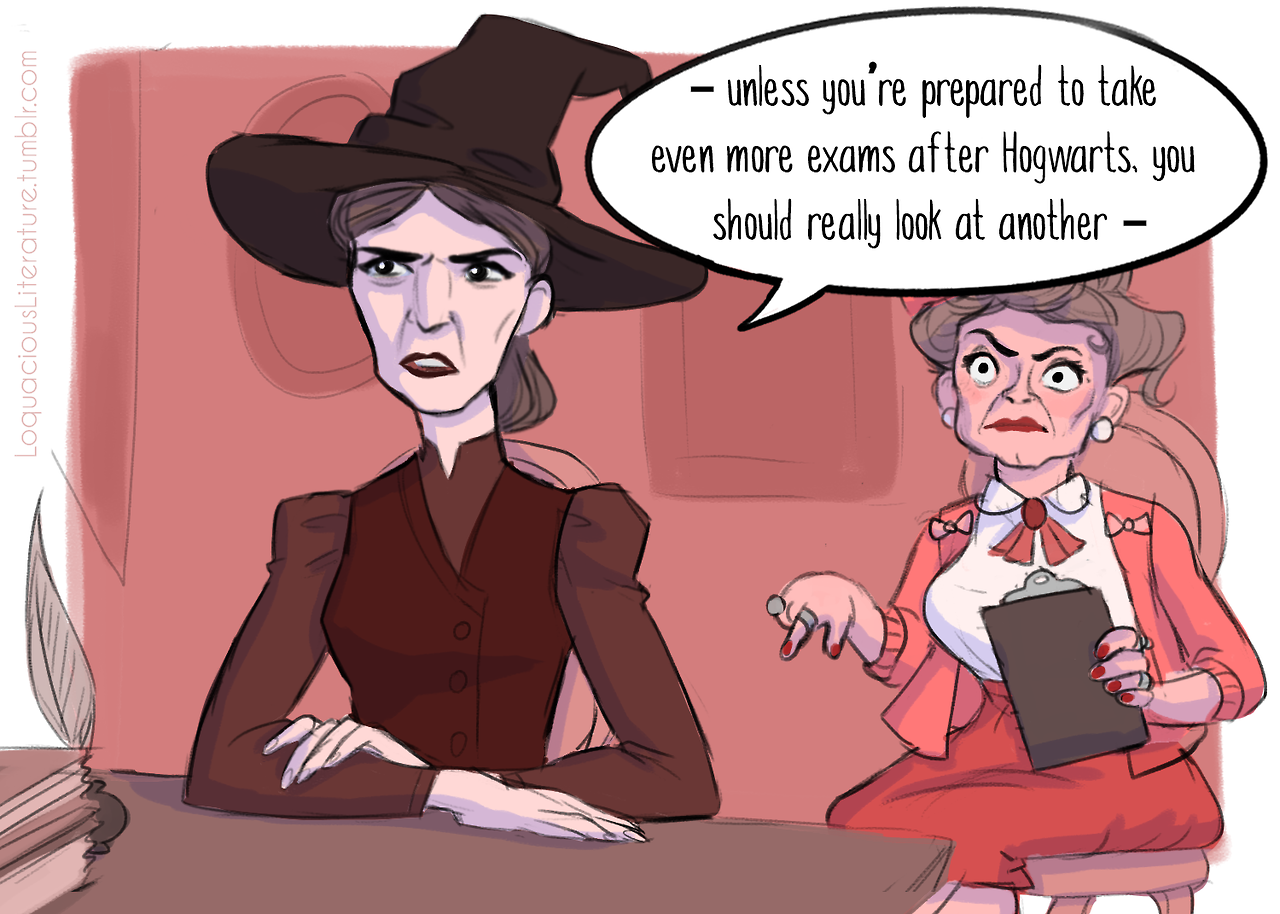 – unless you're prepared to take
even more exams after Hogwarts, you
should really look at another –
LoquaciousLiterature.tumblr.com